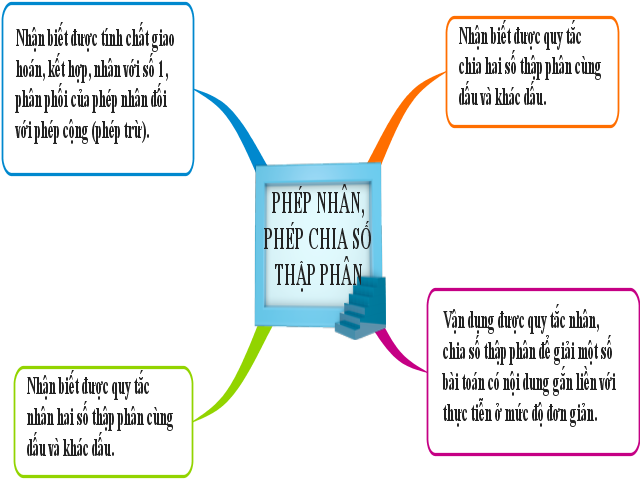 Nhận biết được tính chất giao
hoán, kết hợp, nhân với số 1,
phân phối của phép nhân đối
với phép cộng (phép trừ).
Nhận biết được quy tắc
chia hai số thập phân cùng
dấu và khác dấu.
PHÉP NHÂN,
PHÉP CHIA SỐ
THẬP PHÂN
Nhận biết được quy tắc
nhân hai số thập phân cùng
dấu và khác dấu.
Vận dụng được quy tắc nhân,
chia số thập phân để giải một số
bài toán có nội dung gắn liền với
thực tiễn ở mức độ đơn giản.